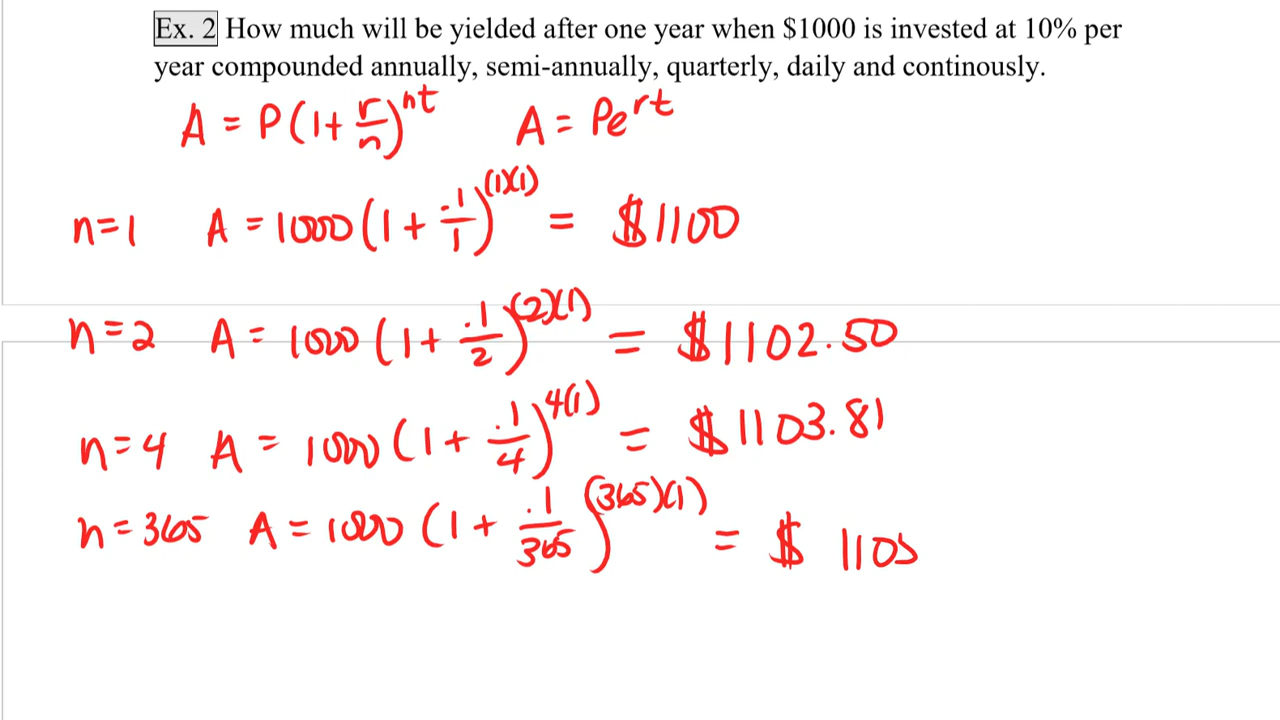 Ex. 2 How much will be yielded after one year when $1000 is invested at 10% per
year compounded annually, semi-annually, quarterly, daily and continously.
A = P(1+r/n)^nt A = Pe^rt
n=1 A = 1000(1+.1/1)^(1)(1) = $1100
n=2 A = 1000(1+.1/2)^(2)(1) = $1102.50
n=4 A = 1000(1+.1/4)^4(1) = $1103.81
n=365 A = 1000(1+.1/365)^(365)(1) = $ 1105